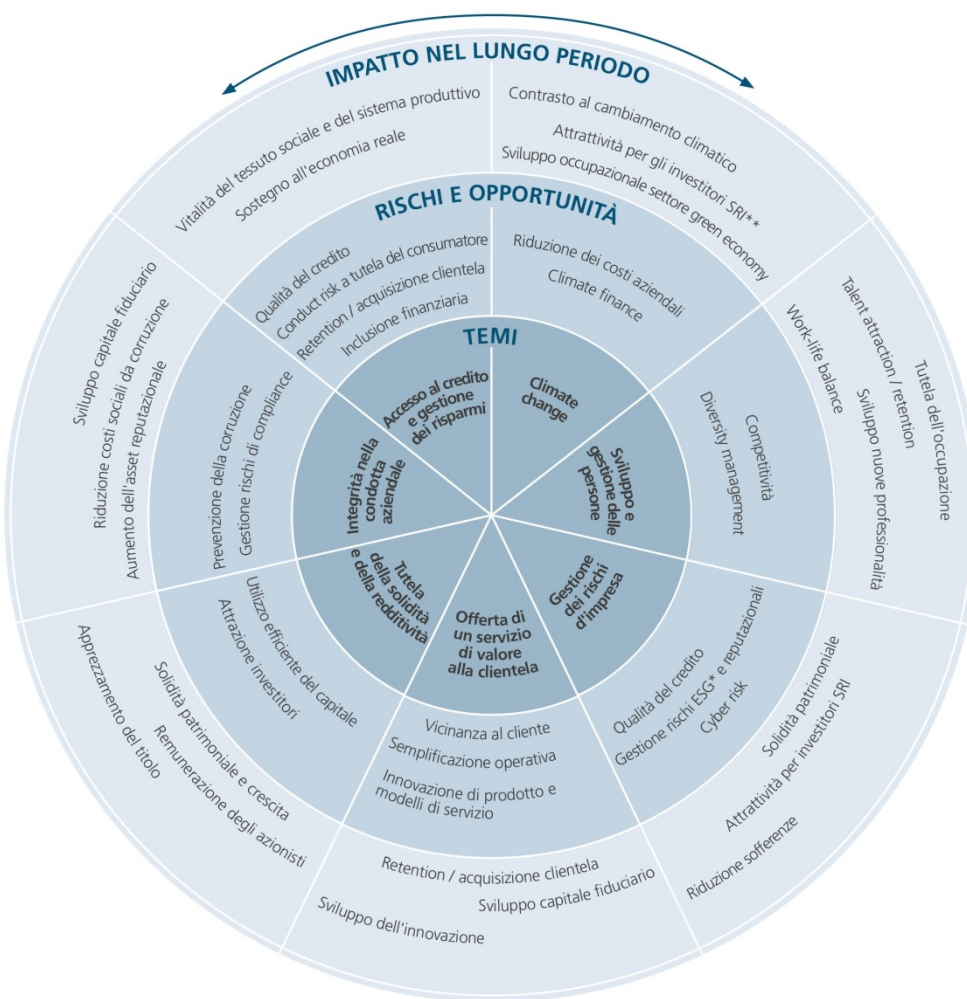 IMPATTO NEL LUNGO PERIODO
Vitalità del tessuto sociale e del sistema produttivo
Sostegno all'economia reale
Contrasto al cambiamento climatico
Attrattività per gli investitori SRI**
Sviluppo occupazionale settore green economy
Tutela dell'occupazione
Talent attraction / retention
Sviluppo nuove professionalità
Work-life balance
Solidità patrimoniale
Attrattività per investitori SRI
Riduzione sofferenze
Retention / acquisizione clientela
Sviluppo capitale fiduciario
Sviluppo dell'innovazione
Solidità patrimoniale e crescita
Remunerazione degli azionisti
Apprezzamento del titolo
Sviluppo capitale fiduciario
Riduzione costi sociali da corruzione
Aumento dell'asset reputazionale
RISCHI E OPPORTUNITÀ
Qualità del credito
Conduct risk a tutela del consumatore
Retention / acquisizione clientela
Inclusione finanziaria
Riduzione dei costi aziendali
Climate finance
Competitività
Diversity management
Qualità del credito
Gestione rischi ESG* e reputazionali
Cyber risk
Vicinanza al cliente
Semplificazione operativa
Innovazione di prodotto e
modelli di servizio
Utilizzo efficiente del capitale
Attrazione investitori
Prevenzione della corruzione
Gestione rischi di compliance
TEMI
Accesso al credito
e gestione
dei risparmi
Climate
change
Sviluppo e
gestione delle
persone
Gestione
dei rischi
d'impresa
Offerta di
un servizio
di valore
alla clientela
Tutela
della solidità
e della redditività
Integrità nella
condotta
aziendale